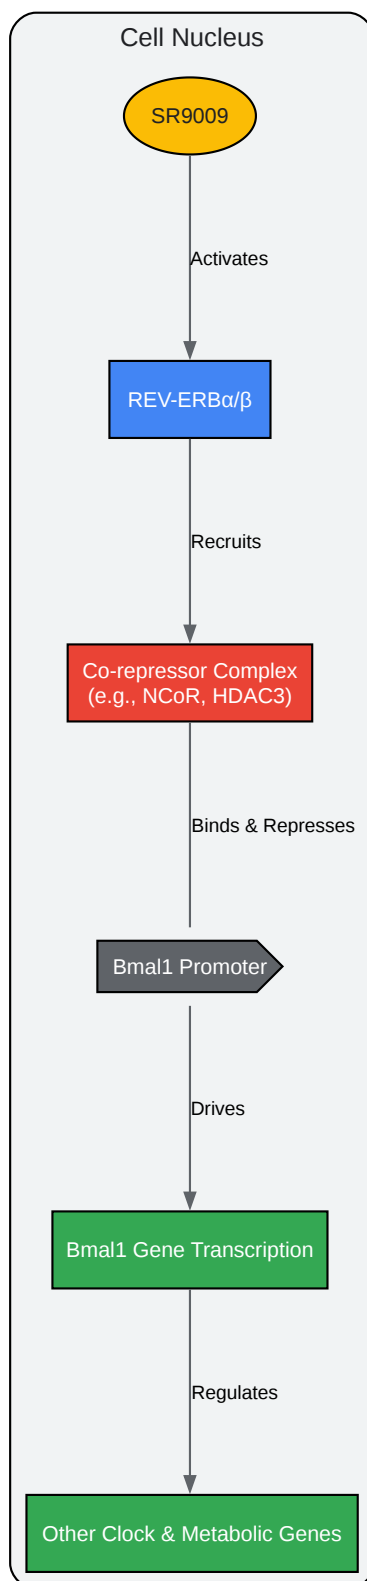 Cell Nucleus
SR9009
Activates
REV-ERBα/β
Recruits
Co-repressor Complex
(e.g., NCoR, HDAC3)
Binds & Represses
Bmal1 Promoter
Drives
Bmal1 Gene Transcription
Regulates
Other Clock & Metabolic Genes